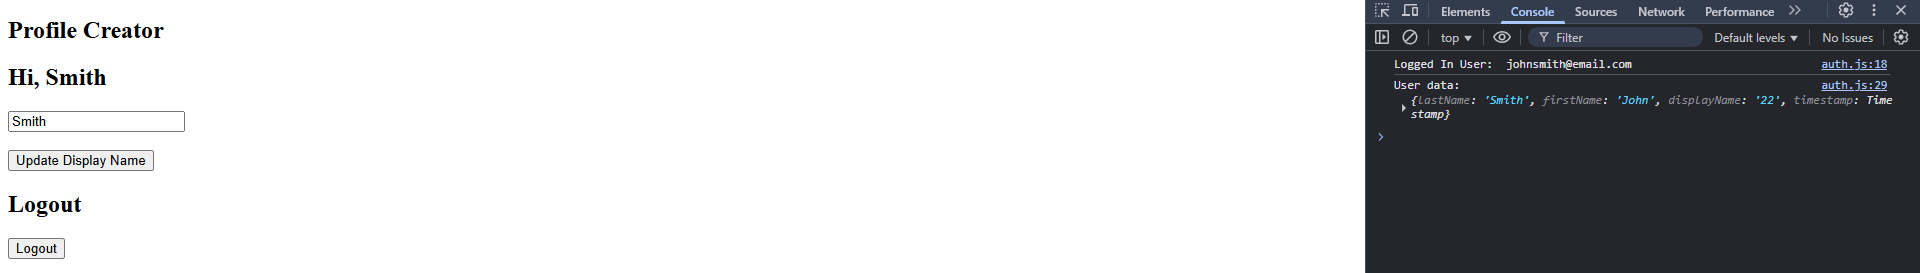 Profile Creator
Hi, Smith
Smith
Update Display Name
Logout
Logout
Elements Console Sources Network Performance
top Filter Default levels No Issues
Logged In User:  johnsmith@email.com auth.js:18
User data: auth.js:29
{lastName: 'Smith', firstName: 'John', displayName: '22', timestamp: Time
stamp}